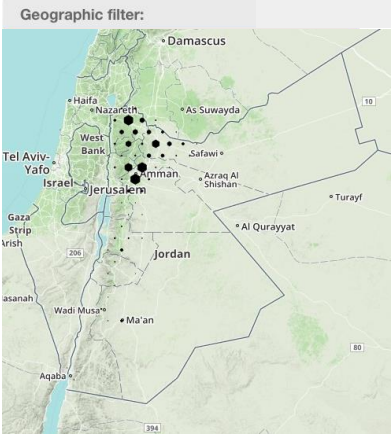 Geographic filter:
Damascus
Haifa
Nazareth
As Suwayda
10
West
Bank
Safawi
Tel Aviv-
Yafo
Amman
Azraq Al
Shishan
Israel
Jerusalem
Turayf
Gaza
Strip
Al Qurayyat
Arish
206
Jordan
asanah
Wadi Musa
Ma'an
80
Aqaba
394